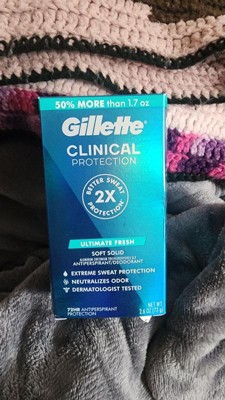 50% MORE than 1.7 oz
Gillette
CLINICAL
PROTECTION
BETTER SWEAT
2X
PROTECTION
ULTIMATE FRESH
SOFT SOLID
ANTIPERSPIRANT/DEODORANT
EXTREME SWEAT PROTECTION
NEUTRALIZES ODOR
DERMATOLOGIST TESTED
72HR ANTIPERSPIRANT
PROTECTION
NET WT.
2.6 OZ (73 g)